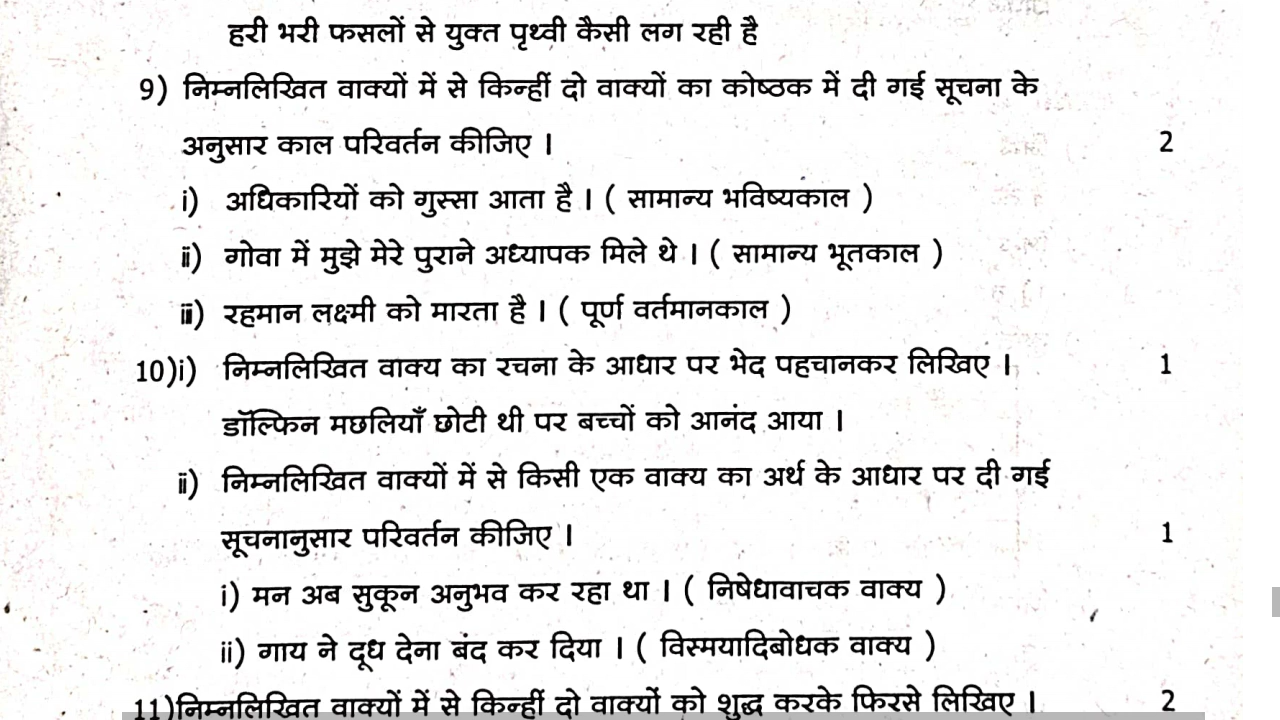 हरी भरी फसलों से युक्त पृथ्वी कैसी लग रही है
9) निम्नलिखित वाक्यों में से किन्हीं दो वाक्यों का कोष्ठक में दी गई सूचना के
अनुसार काल परिवर्तन कीजिए । 2
i) अधिकारियों को गुस्सा आता है । ( सामान्य भविष्यकाल )
ii) गोवा में मुझे मेरे पुराने अध्यापक मिले थे । ( सामान्य भूतकाल )
iii) रहमान लक्ष्मी को मारता है । ( पूर्ण वर्तमानकाल )
10)i) निम्नलिखित वाक्य का रचना के आधार पर भेद पहचानकर लिखिए । 1
डॉल्फिन मछलियाँ छोटी थी पर बच्चों को आनंद आया ।
ii) निम्नलिखित वाक्यों में से किसी एक वाक्य का अर्थ के आधार पर दी गई
सूचनानुसार परिवर्तन कीजिए । 1
i) मन अब सुकून अनुभव कर रहा था । ( निषेधावाचक वाक्य )
ii) गाय ने दूध देना बंद कर दिया । ( विस्मयादिबोधक वाक्य )
11)निम्नलिखित वाक्यों में से किन्हीं दो वाक्यों को शुद्ध करके फिरसे लिखिए । 2